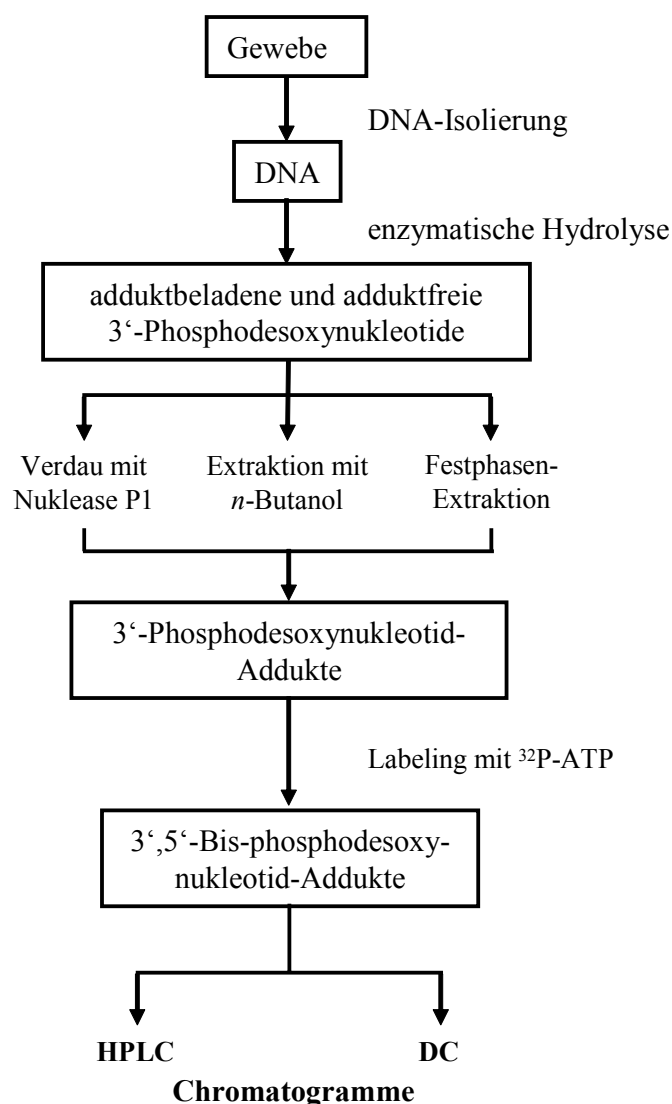 Gewebe
DNA-Isolierung
DNA
enzymatische Hydrolyse
adduktbeladene und adduktfreie
3‘-Phosphodesoxynukleotide
Verdau mit
Nuklease P1
Extraktion mit
n-Butanol
Festphasen-
Extraktion
3‘-Phosphodesoxynukleotid-
Addukte
Labeling mit ³²P-ATP
3‘,5‘-Bis-phosphodesoxy-
nukleotid-Addukte
HPLC
DC
Chromatogramme